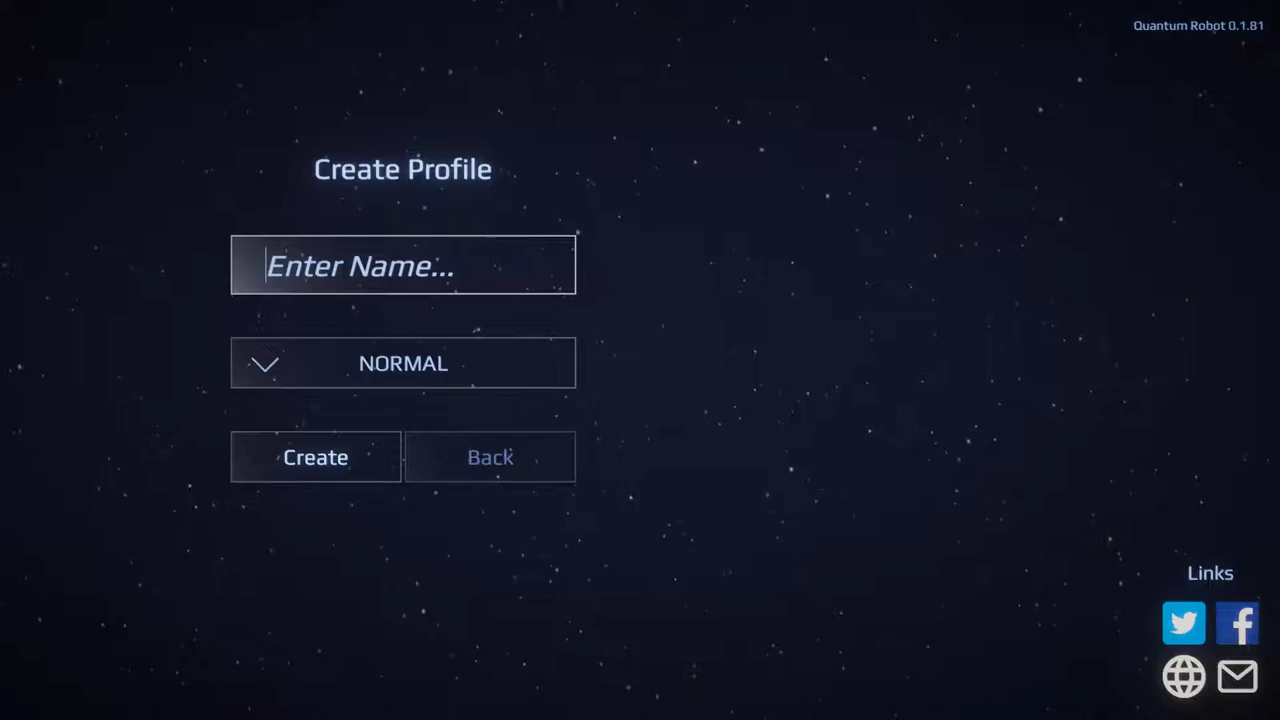 Quantum Robot 0.1.81
Create Profile
Enter Name...
NORMAL
Create
Back
Links